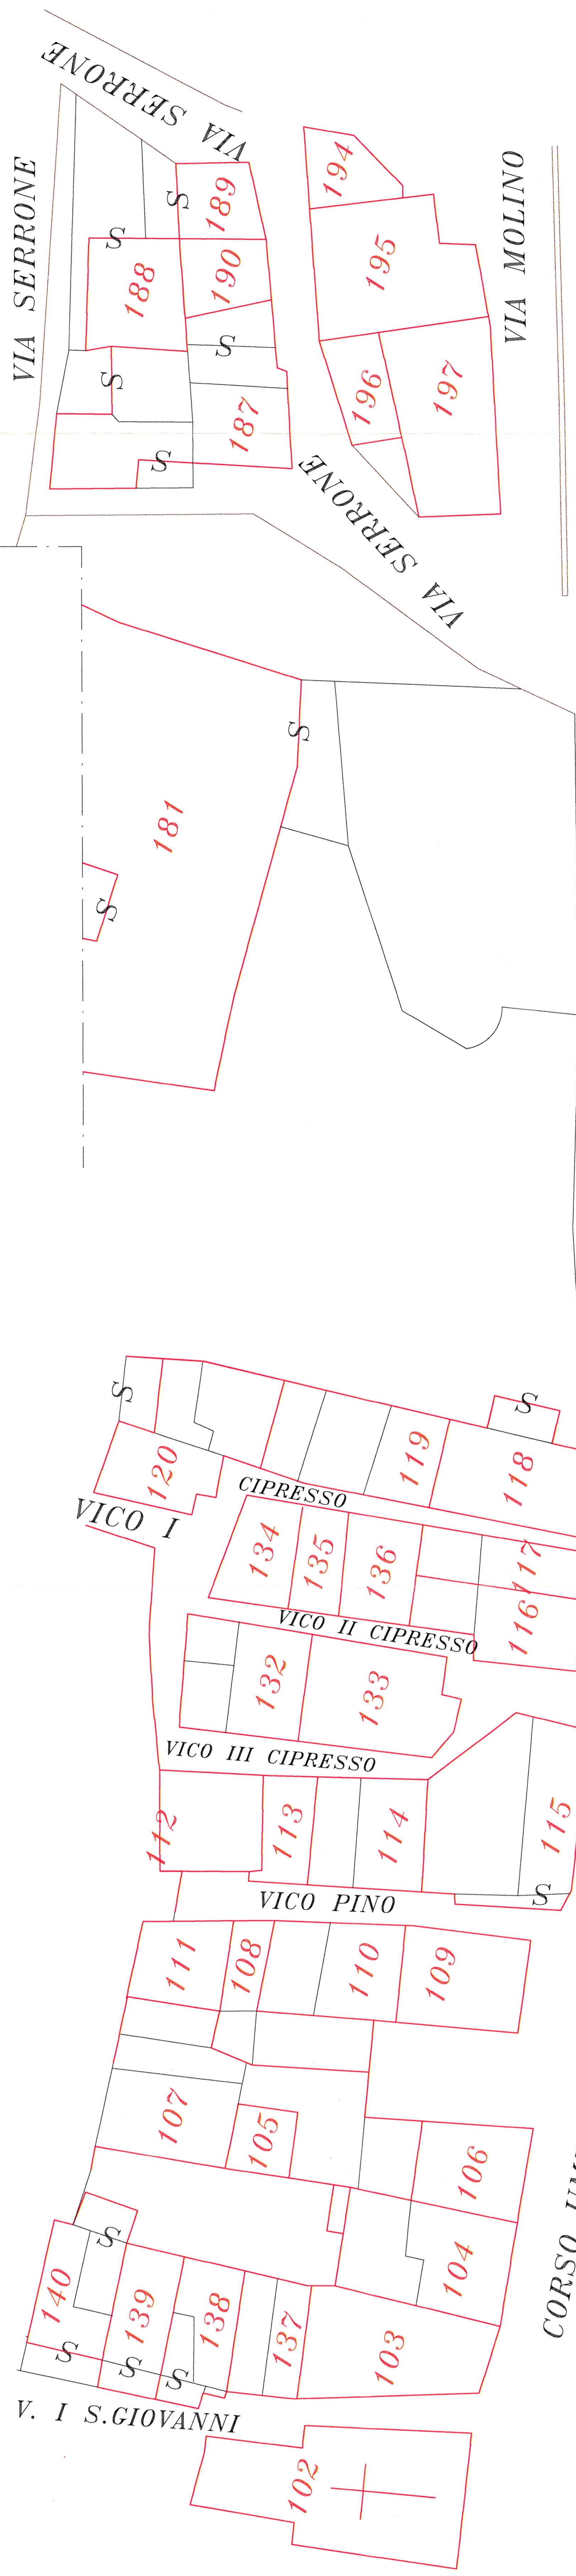 VIA SERRONE
VIA SERRONE
VIA MOLINO
194
S
189
195
S
188
190
S
S
196
197
187
S
VIA SERRONE
S
181
S
S
S
119
118
120
CIPRESSO
VICO I
134
135
136
117
116
VICO II CIPRESSO
132
133
VICO III CIPRESSO
112
113
114
115
S
VICO PINO
111
108
110
109
107
105
106
S
140
139
138
137
104
103
CORSO
S
S
S
V. I S.GIOVANNI
102